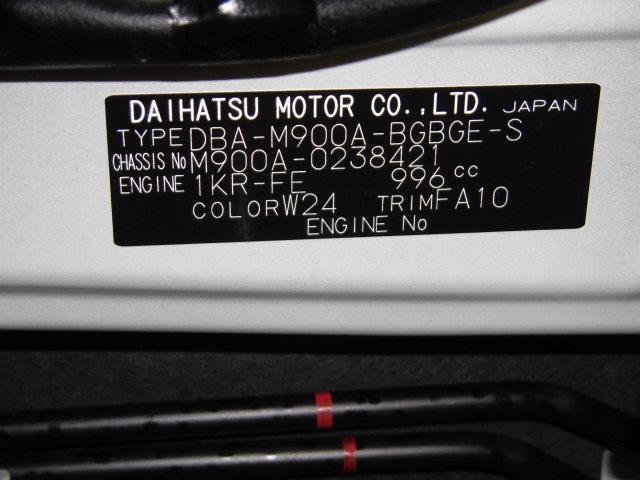 DAIHATSU MOTOR CO.,LTD. JAPAN
TYPE DBA-M900A-BGBGE-S
CHASSIS No M900A-0238421
ENGINE 1KR-FE 996 cc
COLOR W24 TRIM FA10
ENGINE No